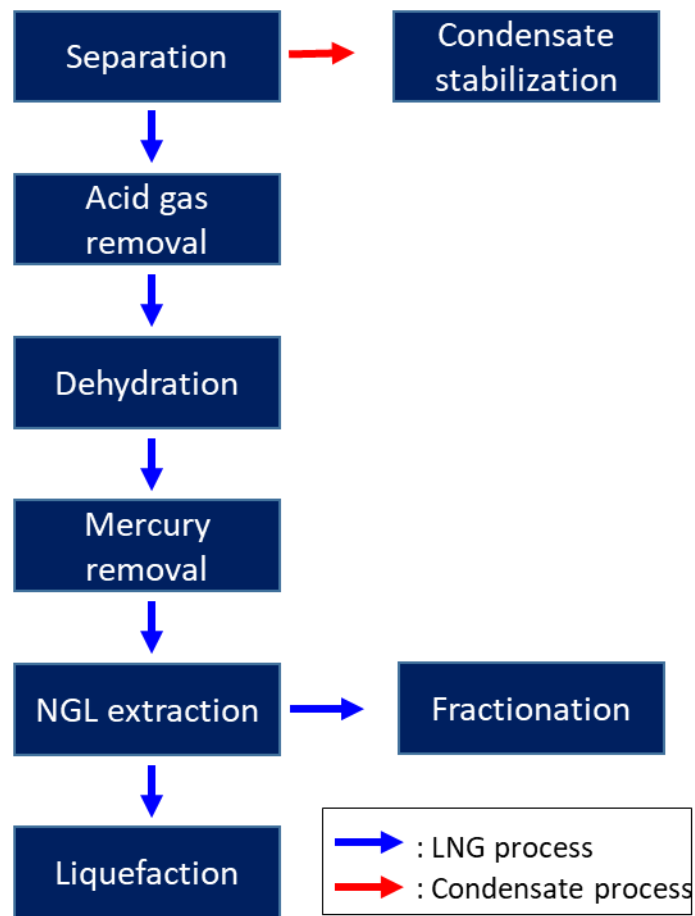 Separation
Condensate
stabilization
Acid gas
removal
Dehydration
Mercury
removal
NGL extraction
Fractionation
Liquefaction
: LNG process
: Condensate process